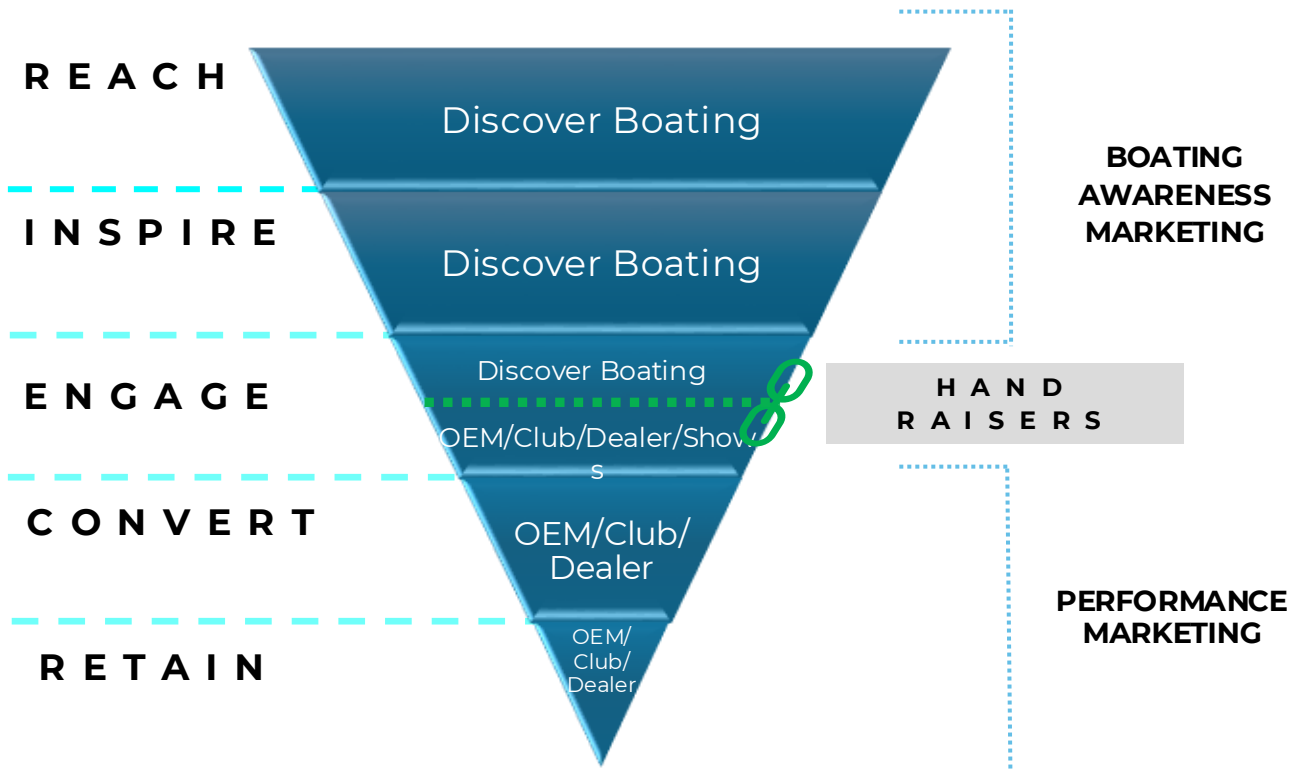 REACH
Discover Boating
BOATING
AWARENESS
MARKETING
INSPIRE
Discover Boating
ENGAGE
Discover Boating
OEM/Club/Dealer/Show
s
HAND
RAISERS
CONVERT
OEM/Club/
Dealer
PERFORMANCE
MARKETING
RETAIN
OEM/
Club/
Dealer